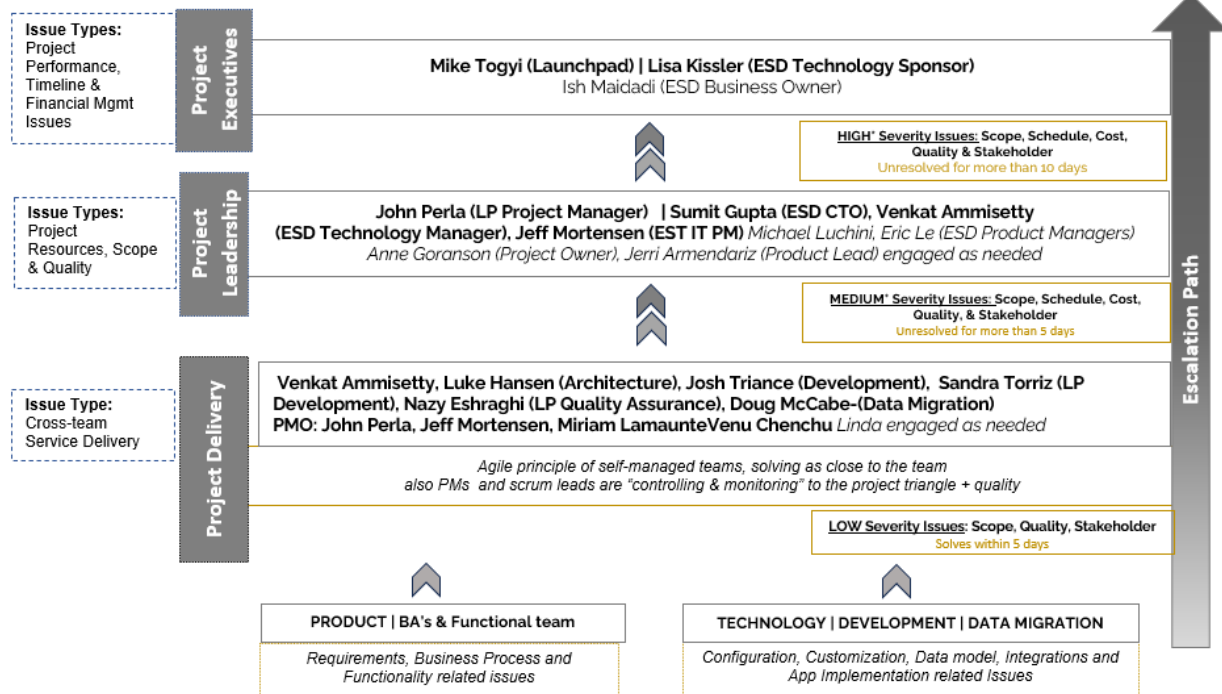 Issue Types:
Project
Performance,
Timeline &
Financial Mgmt
Issues
Project
Executives
Mike Togyi (Launchpad) | Lisa Kissler (ESD Technology Sponsor)
Ish Maidadi (ESD Business Owner)
HIGH* Severity Issues: Scope, Schedule, Cost,
Quality & Stakeholder
Unresolved for more than 10 days
Issue Types:
Project
Resources, Scope
& Quality
Project
Leadership
John Perla (LP Project Manager) | Sumit Gupta (ESD CTO), Venkat Ammisetty
(ESD Technology Manager), Jeff Mortensen (EST IT PM) Michael Luchini, Eric Le (ESD Product Managers)
Anne Goranson (Project Owner), Jerri Armendariz (Product Lead) engaged as needed
MEDIUM* Severity Issues: Scope, Schedule, Cost,
Quality, & Stakeholder
Unresolved for more than 5 days
Issue Type:
Cross-team
Service Delivery
Project Delivery
Venkat Ammisetty, Luke Hansen (Architecture), Josh Triance (Development), Sandra Torriz (LP
Development), Nazy Eshraghi (LP Quality Assurance), Doug McCabe-(Data Migration)
PMO: John Perla, Jeff Mortensen, Miriam LamaunteVenu Chenchu Linda engaged as needed
Agile principle of self-managed teams, solving as close to the team
also PMs and scrum leads are "controlling & monitoring" to the project triangle + quality
LOW Severity Issues: Scope, Quality, Stakeholder
Solves within 5 days
PRODUCT | BA's & Functional team
Requirements, Business Process and
Functionality related issues
TECHNOLOGY | DEVELOPMENT | DATA MIGRATION
Configuration, Customization, Data model, Integrations and
App Implementation related Issues
Escalation Path